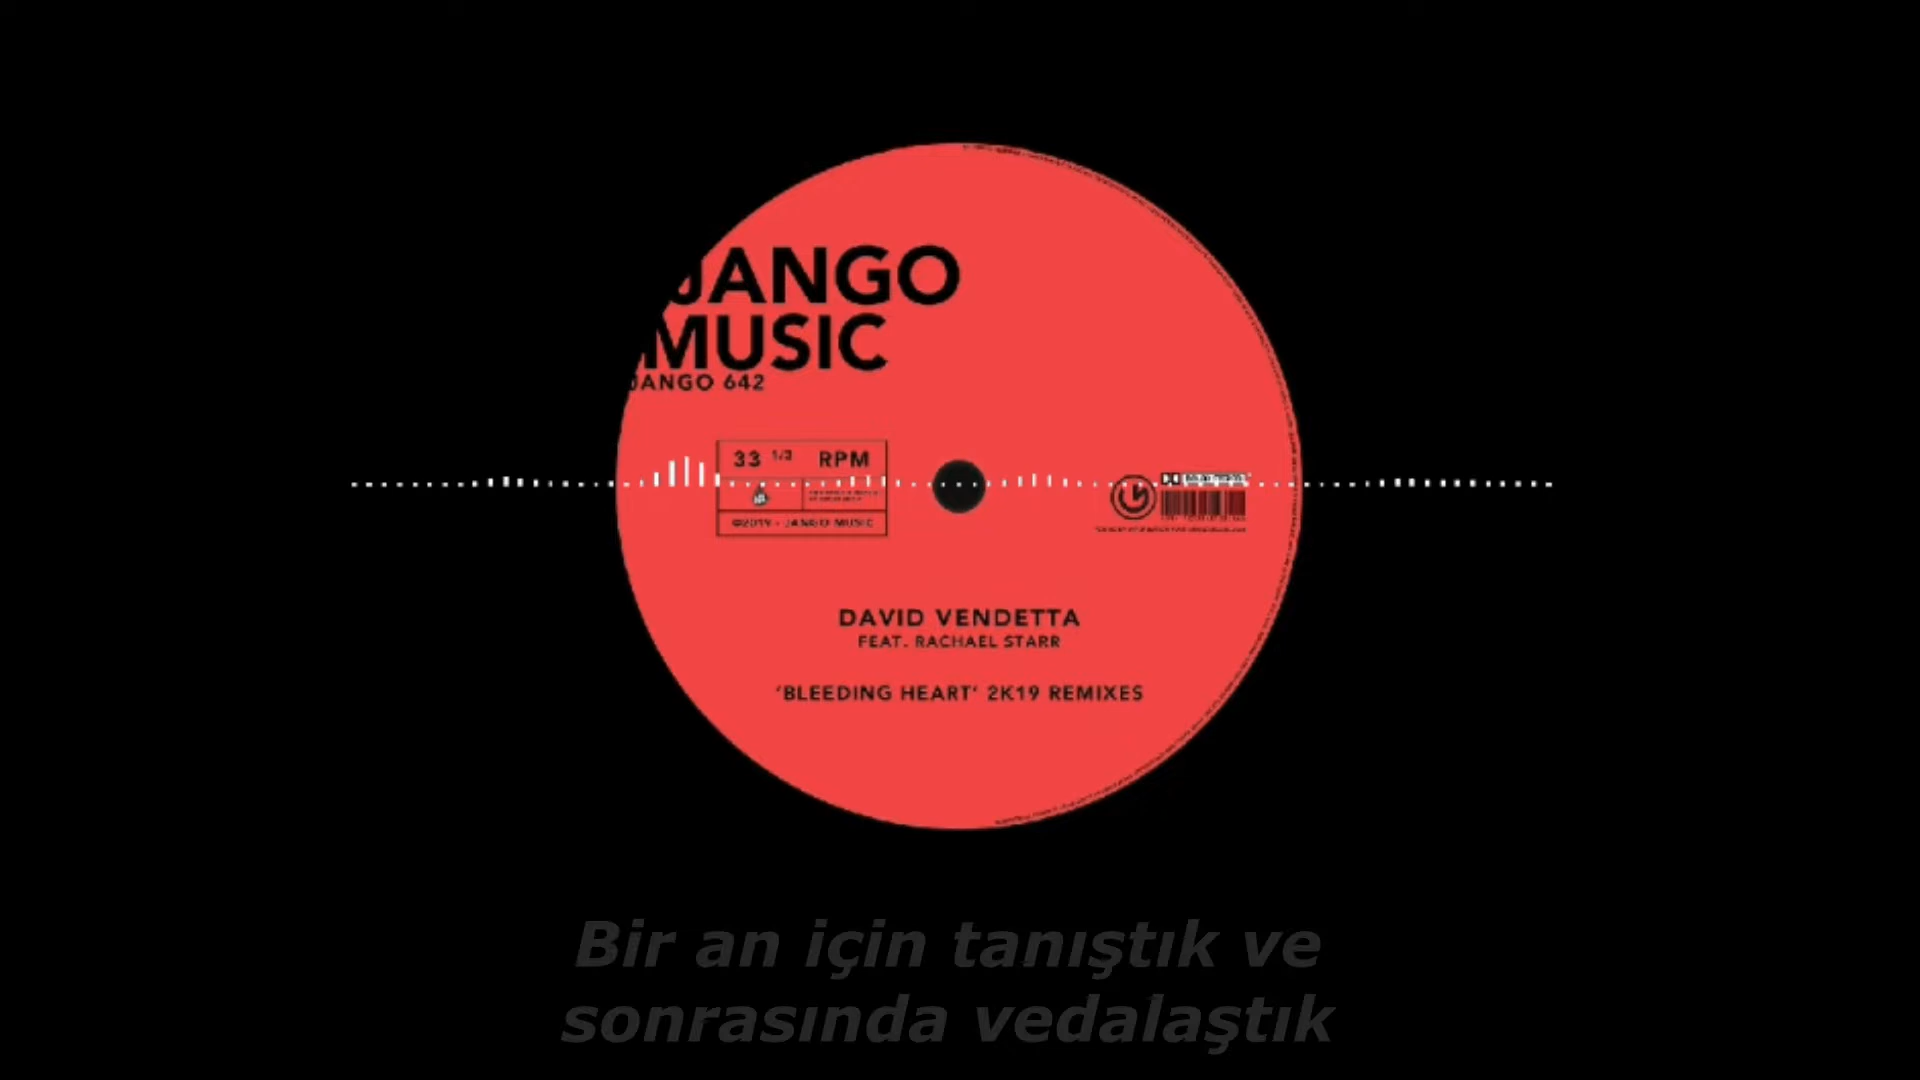 JANGO
MUSIC
JANGO 642
33 1/3 RPM
©2019 - JANGO MUSIC
DAVID VENDETTA
FEAT. RACHAEL STARR
‘BLEEDING HEART’ 2K19 REMIXES
Bir an için tanıştık ve
sonrasında vedalaştık